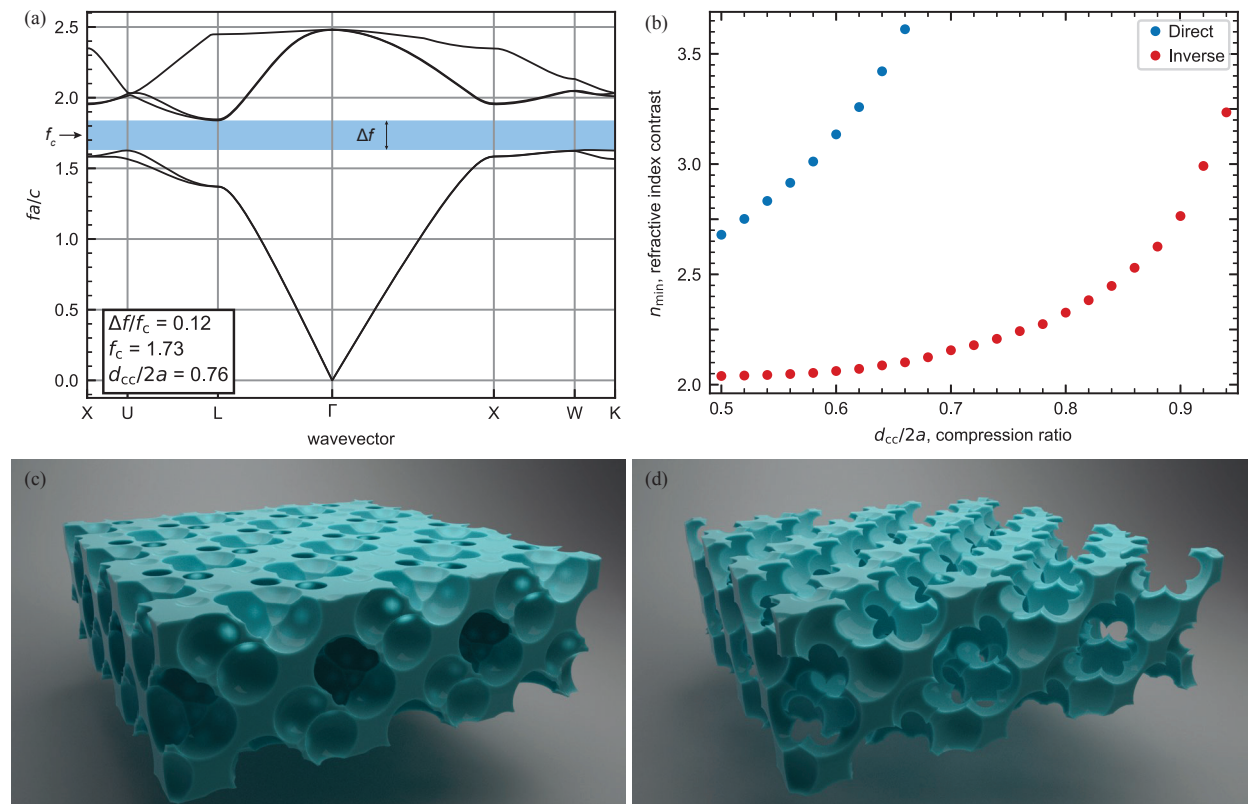 (a)
2.5
2.0
1.5
1.0
0.5
0.0
fa/c
f_c
Δf
Δf/f_c = 0.12
f_c = 1.73
d_cc/2a = 0.76
X U L Γ X W K
wavevector
(b)
Direct
Inverse
3.5
3.0
2.5
2.0
n_min, refractive index contrast
0.5 0.6 0.7 0.8 0.9
d_cc/2a, compression ratio
(c)
(d)